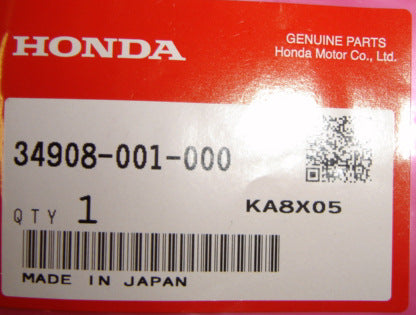 HONDA
GENUINE PARTS
Honda Motor Co., Ltd.
34908-001-000
QTY 1
KA8X05
MADE IN JAPAN